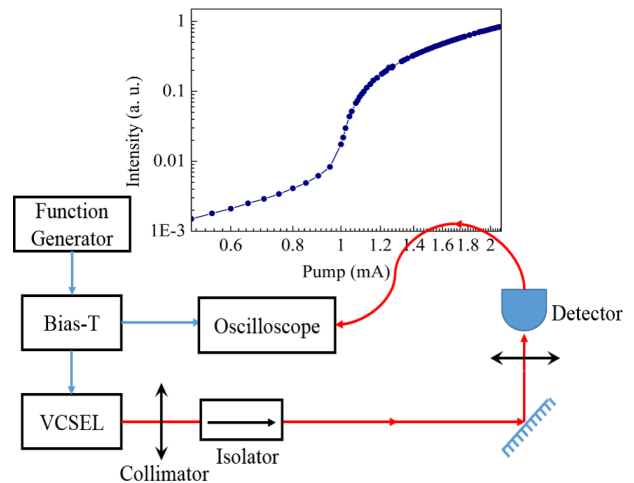 1
0.1
0.01
1E-3
Intensity (a. u.)
0.6 0.8 1 1.2 1.4 1.6 1.8 2
Pump (mA)
Function
Generator
Bias-T
Oscilloscope
Detector
VCSEL
Collimator
Isolator